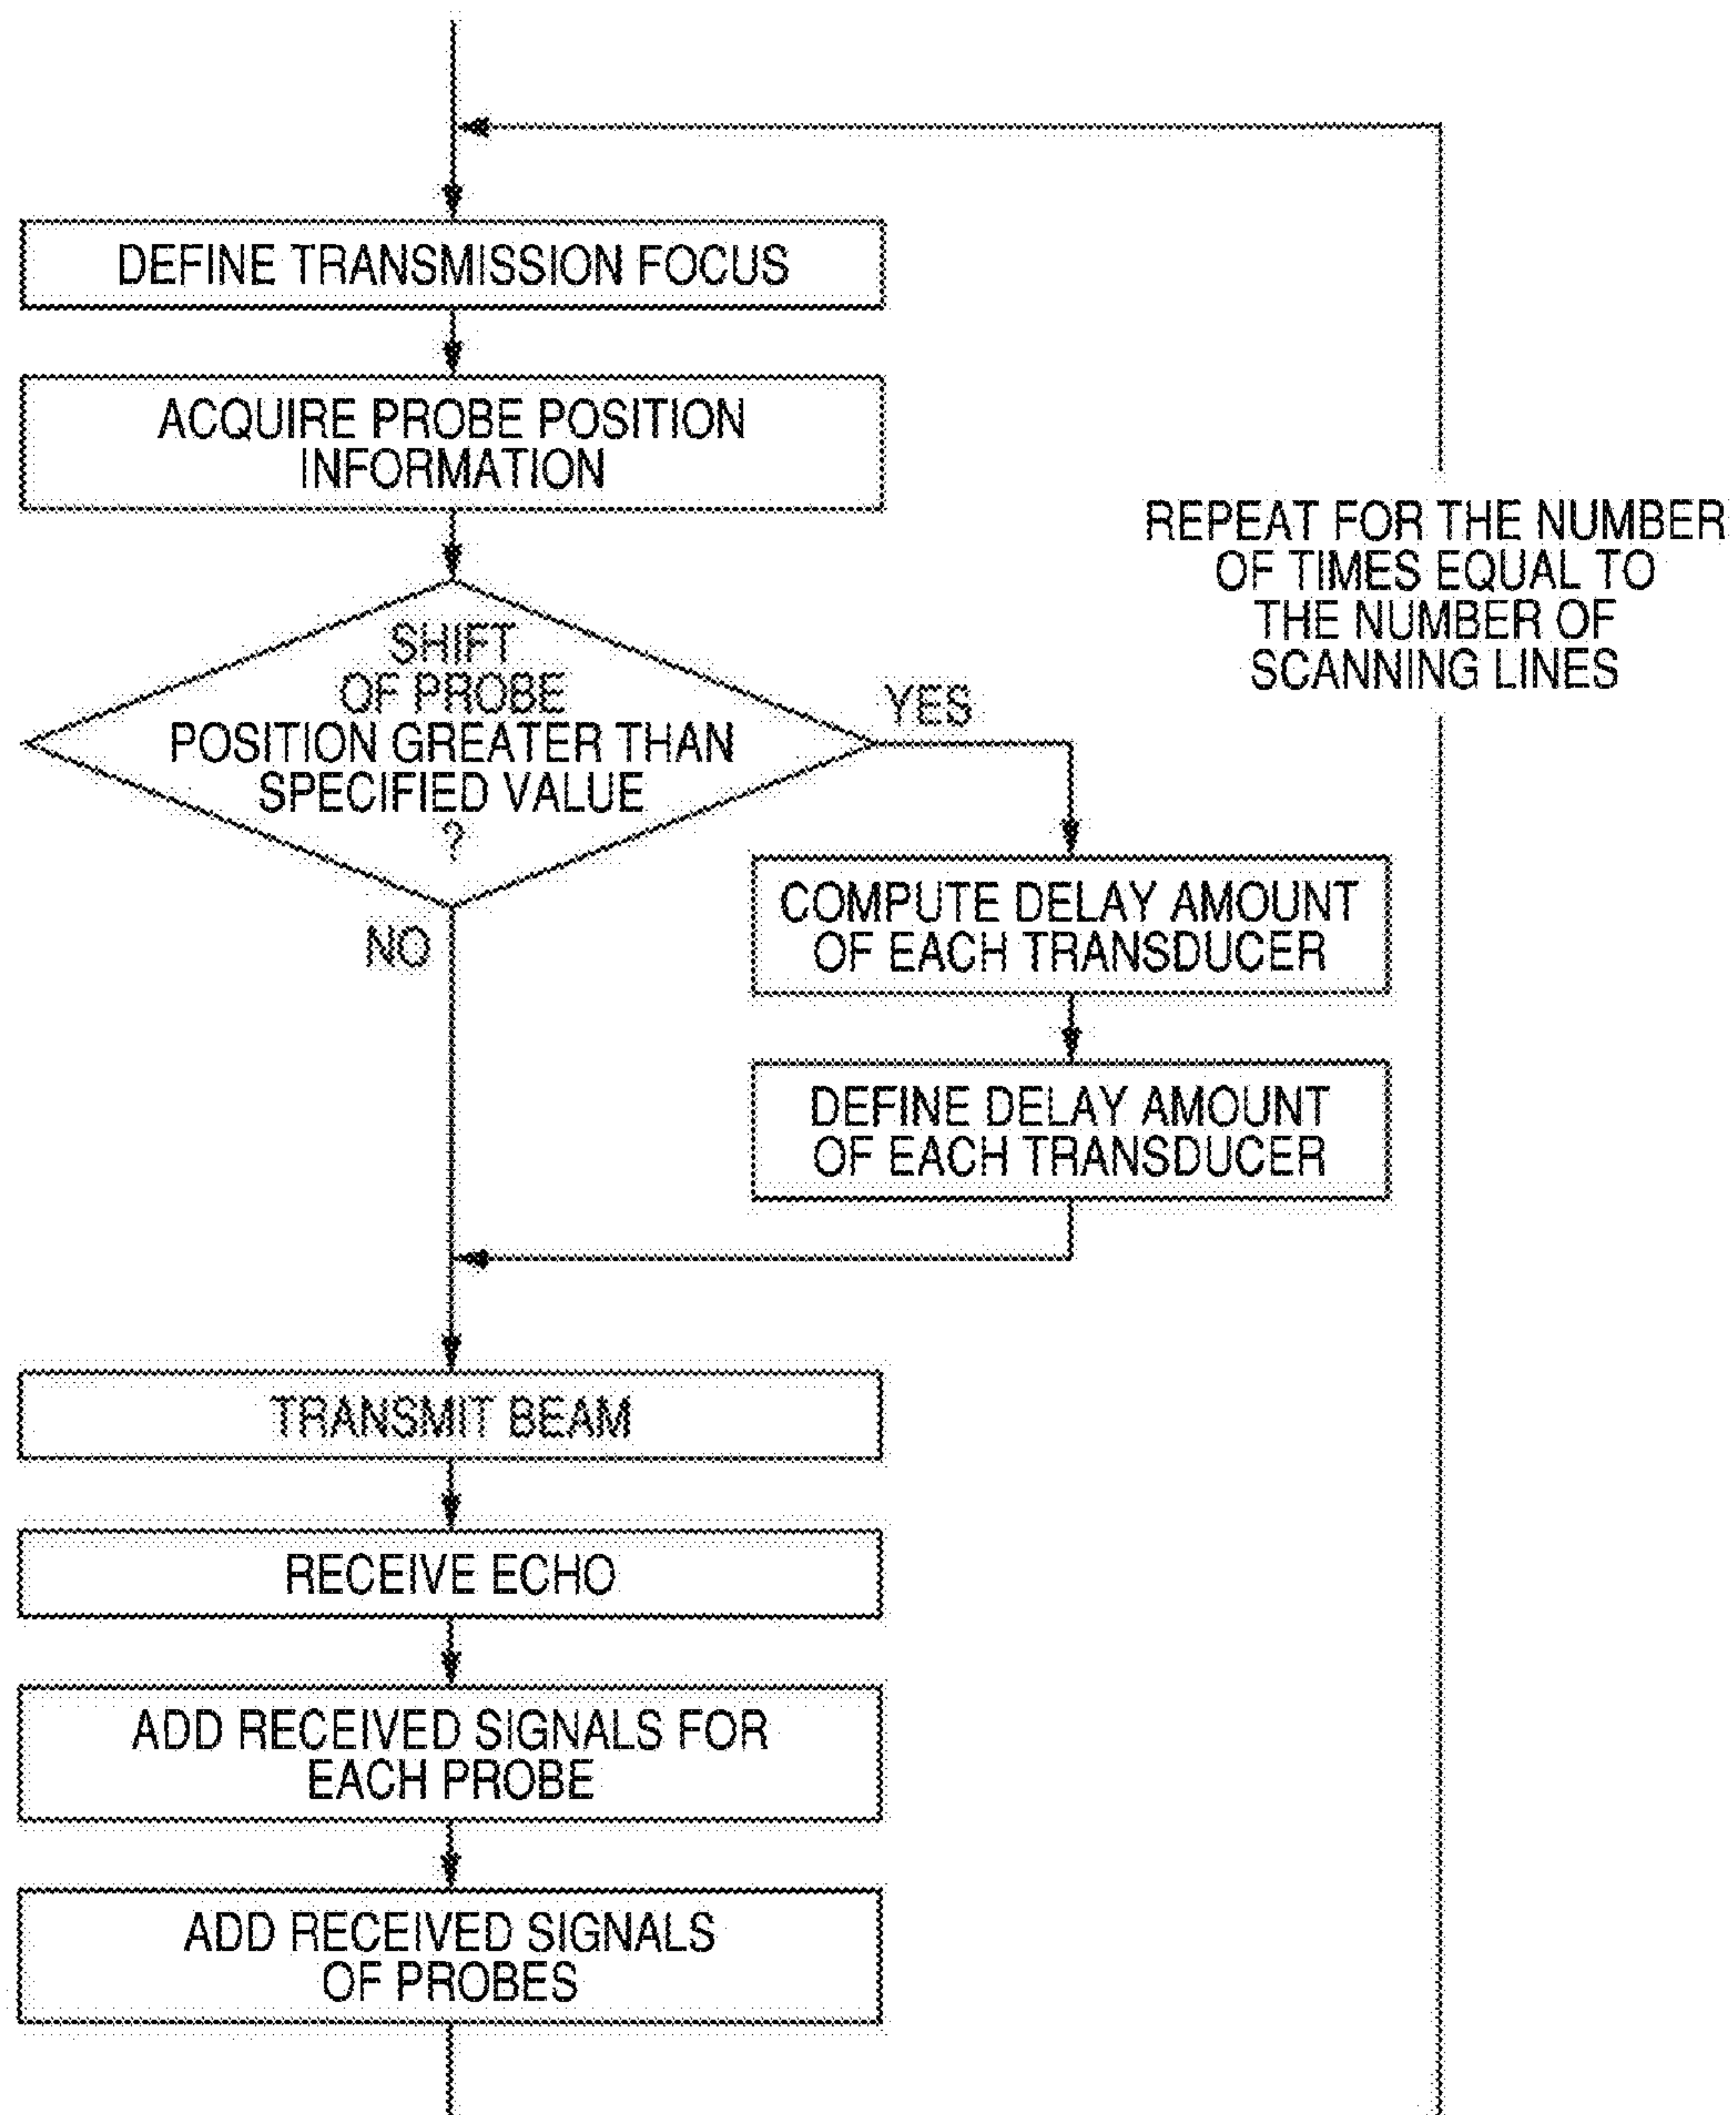 DEFINE TRANSMISSION FOCUS
ACQUIRE PROBE POSITION
INFORMATION
REPEAT FOR THE NUMBER
OF TIMES EQUAL TO
THE NUMBER OF
SCANNING LINES
SHIFT
OF PROBE
POSITION GREATER THAN
SPECIFIED VALUE
?
YES
NO
COMPUTE DELAY AMOUNT
OF EACH TRANSDUCER
DEFINE DELAY AMOUNT
OF EACH TRANSDUCER
TRANSMIT BEAM
RECEIVE ECHO
ADD RECEIVED SIGNALS FOR
EACH PROBE
ADD RECEIVED SIGNALS
OF PROBES